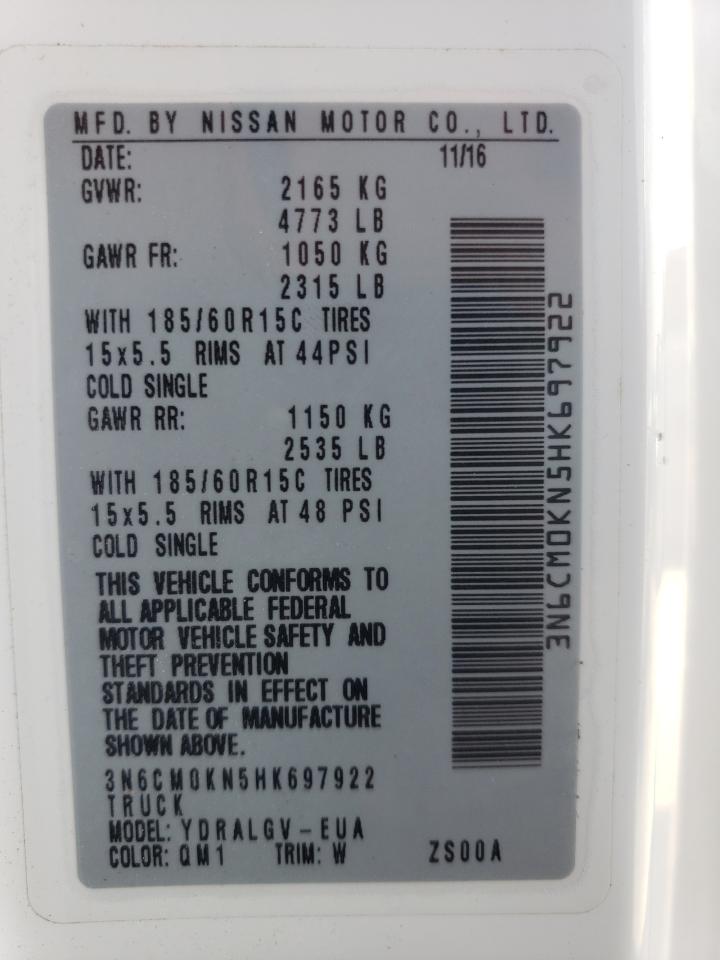 MFD. BY NISSAN MOTOR CO., LTD.
DATE: 11/16
GVWR: 2165 KG
4773 LB
GAWR FR: 1050 KG
2315 LB
WITH 185/60R15C TIRES
15x5.5 RIMS AT 44PSI
COLD SINGLE
GAWR RR: 1150 KG
2535 LB
WITH 185/60R15C TIRES
15x5.5 RIMS AT 48 PSI
COLD SINGLE
THIS VEHICLE CONFORMS TO
ALL APPLICABLE FEDERAL
MOTOR VEHICLE SAFETY AND
THEFT PREVENTION
STANDARDS IN EFFECT ON
THE DATE OF MANUFACTURE
SHOWN ABOVE.
3N6CM0KN5HK697922
TRUCK
MODEL: YDRALGV-EUA
COLOR: QM1 TRIM: W ZS00A
3N6CM0KN5HK697922